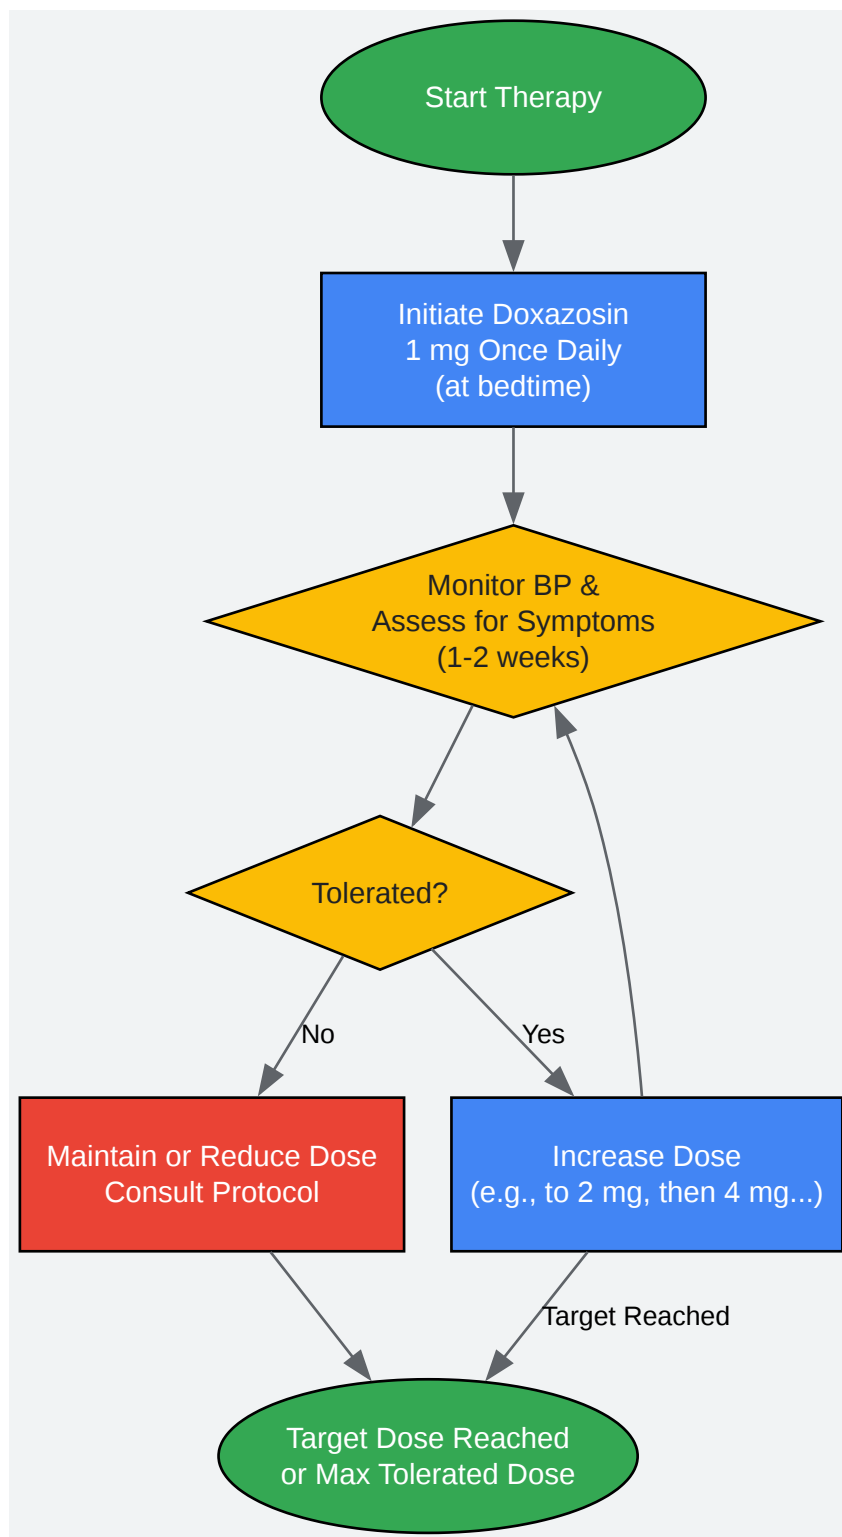 Start Therapy
Initiate Doxazosin
1 mg Once Daily
(at bedtime)
Monitor BP &
Assess for Symptoms
(1-2 weeks)
Tolerated?
No
Yes
Maintain or Reduce Dose
Consult Protocol
Increase Dose
(e.g., to 2 mg, then 4 mg...)
Target Reached
Target Dose Reached
or Max Tolerated Dose